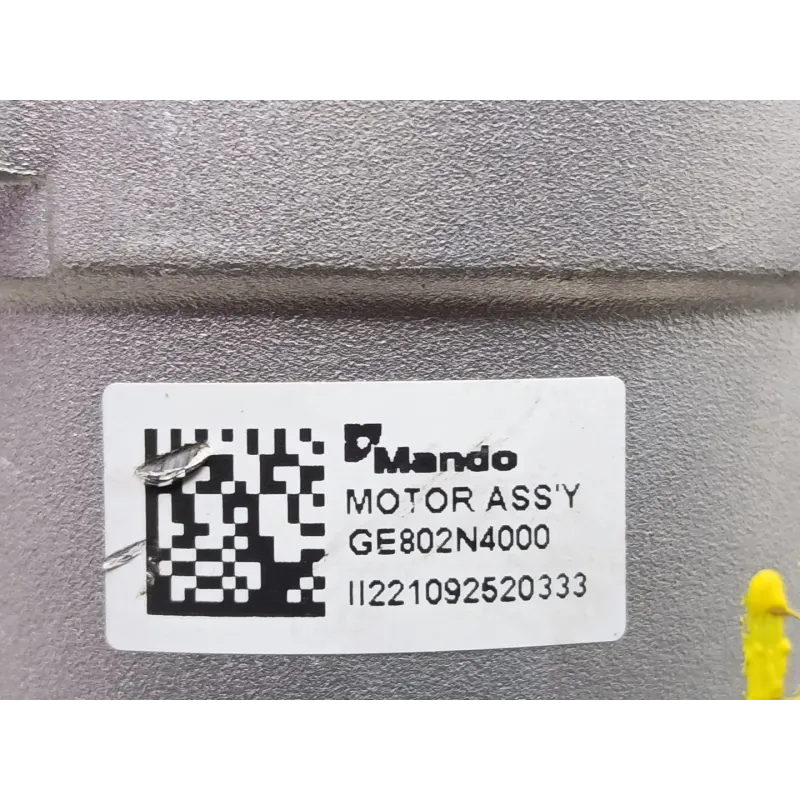 Mando
MOTOR ASS'Y
GE802N4000
II221092520333